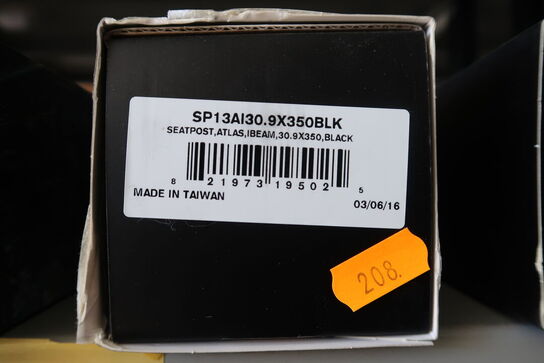 SP13AI30.9X350BLK
SEATPOST,ATLAS,IBEAM,30.9X350,BLACK
8 21973 19502 5
MADE IN TAIWAN
03/06/16
208.